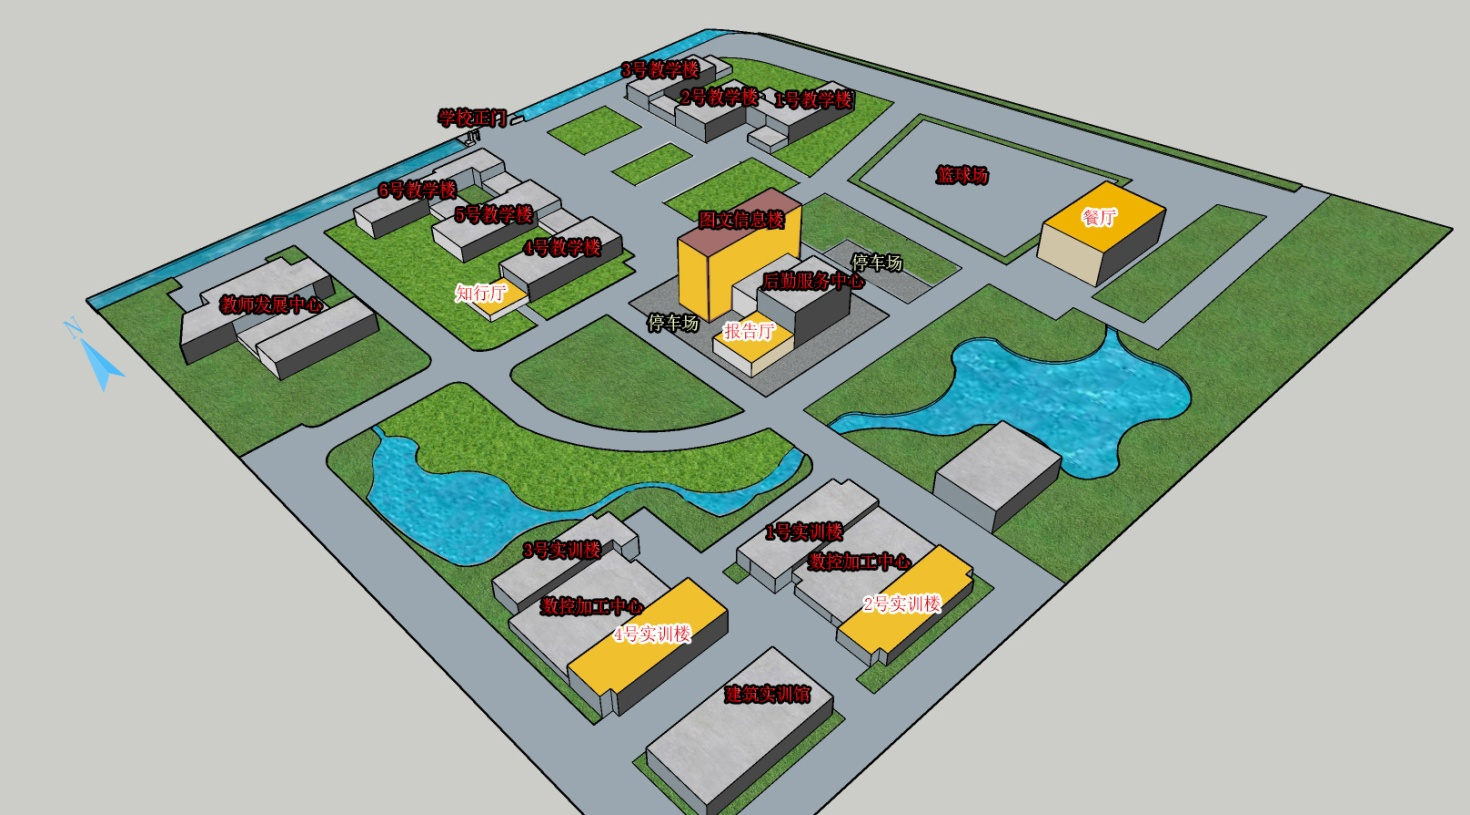 3号教学楼
2号教学楼
1号教学楼
学校正门
篮球场
6号教学楼
5号教学楼
餐厅
图文信息楼
4号教学楼
停车场
后勤服务中心
知行厅
教师发展中心
停车场
报告厅
N
1号实训楼
3号实训楼
数控加工中心
数控加工中心
2号实训楼
4号实训楼
建筑实训馆